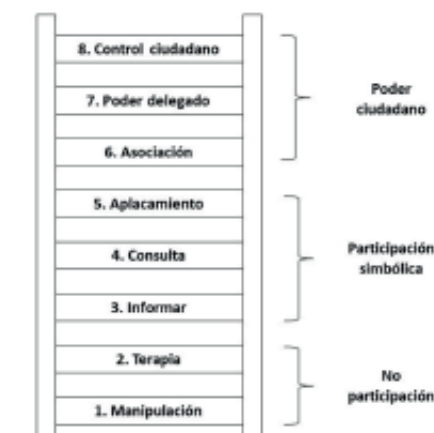 8. Control ciudadano
7. Poder delegado
6. Asociación
Poder
ciudadano
5. Aplacamiento
4. Consulta
3. Informar
Participación
simbólica
2. Terapia
1. Manipulación
No
participación